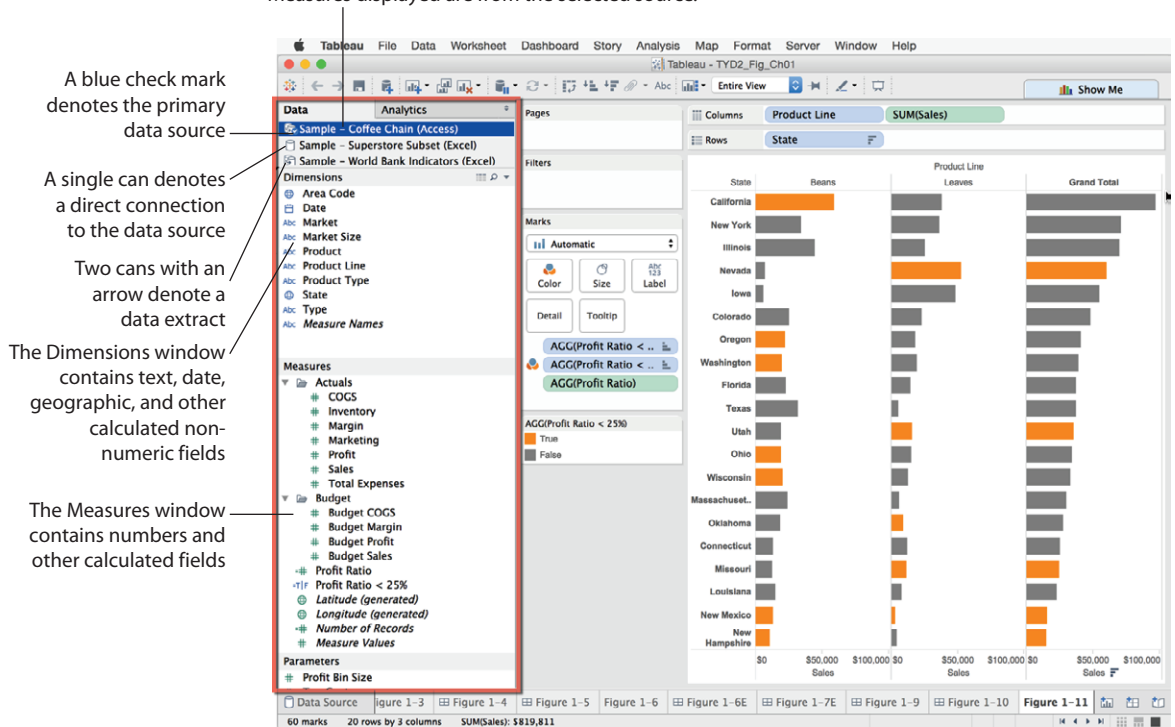 measures displayed are from the selected source.
Tableau File Data Worksheet Dashboard Story Analysis Map Format Server Window Help
Tableau - TYD2_Fig_Ch01
Abc Entire View Show Me
A blue check mark
denotes the primary
data source
A single can denotes
a direct connection
to the data source
Two cans with an
arrow denote a
data extract
The Dimensions window
contains text, date,
geographic, and other
calculated non-
numeric fields
The Measures window
contains numbers and
other calculated fields
Data Analytics
Sample - Coffee Chain (Access)
Sample - Superstore Subset (Excel)
Sample - World Bank Indicators (Excel)
Dimensions
Area Code
Date
Abc Market
Abc Market Size
Abc Product
Abc Product Line
Abc Product Type
State
Abc Type
Abc Measure Names
Measures
Actuals
# COGS
# Inventory
# Margin
# Marketing
# Profit
# Sales
# Total Expenses
Budget
# Budget COGS
# Budget Margin
# Budget Profit
# Budget Sales
=# Profit Ratio
=T|F Profit Ratio < 25%
Latitude (generated)
Longitude (generated)
=# Number of Records
# Measure Values
Parameters
# Profit Bin Size
Pages
Filters
Marks
Automatic
Color Size Abc 123 Label
Detail Tooltip
AGG(Profit Ratio < ..
AGG(Profit Ratio < ..
AGG(Profit Ratio)
AGG(Profit Ratio < 25%)
True
False
Columns Product Line SUM(Sales)
Rows State
Product Line
State Beans Leaves Grand Total
California
New York
Illinois
Nevada
Iowa
Colorado
Oregon
Washington
Florida
Texas
Utah
Ohio
Wisconsin
Massachuset..
Oklahoma
Connecticut
Missouri
Louisiana
New Mexico
New
Hampshire
$0 $50,000 $100,000 $0 $50,000 $100,000 $0 $50,000 $100,000
Sales Sales Sales
Data Source igure 1-3 Figure 1-4 Figure 1-5 Figure 1-6 Figure 1-6E Figure 1-7E Figure 1-9 Figure 1-10 Figure 1-11
60 marks 20 rows by 3 columns SUM(Sales): $819,811